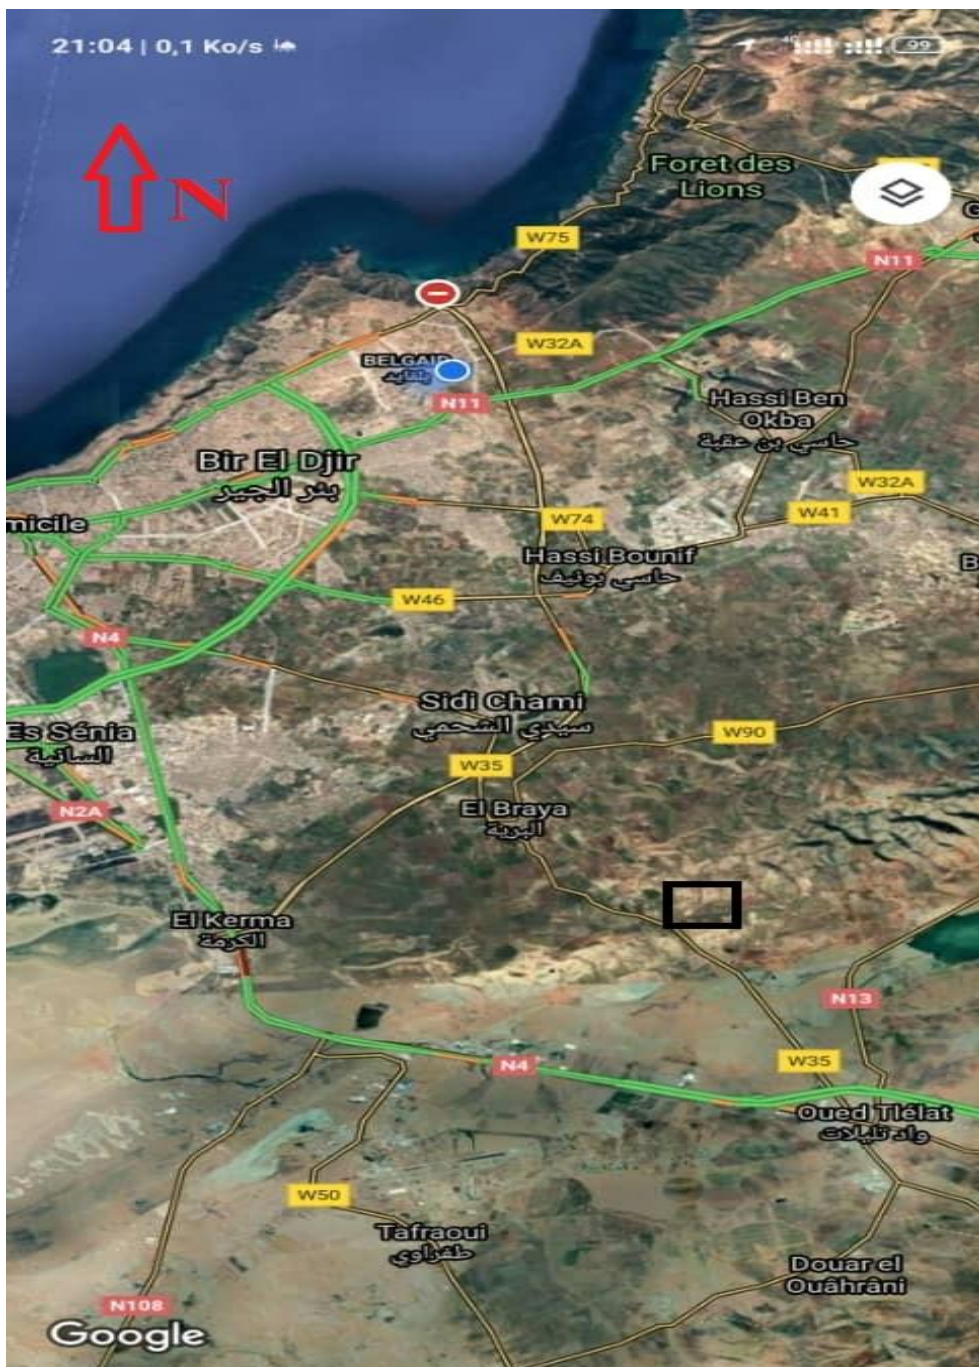 21:04 | 0,1 Ko/s
4G
99
N
Foret des
Lions
W75
N11
W32A
BELGAID
بلقايد
N11
Hassi Ben
Okba
حاسي بن عقبة
Bir El Djir
بئر الجير
W32A
W41
micile
W74
Hassi Bounif
حاسي بونيف
W46
N4
Sidi Chami
سيدي الشحمي
Es Sénia
السانية
W90
W35
N2A
El Braya
البرية
El Kerma
الكرمة
N13
N4
W35
Oued Tlélat
واد تليلات
W50
Tafraoui
طفراوي
Douar el
Ouâhrâni
N108
Google